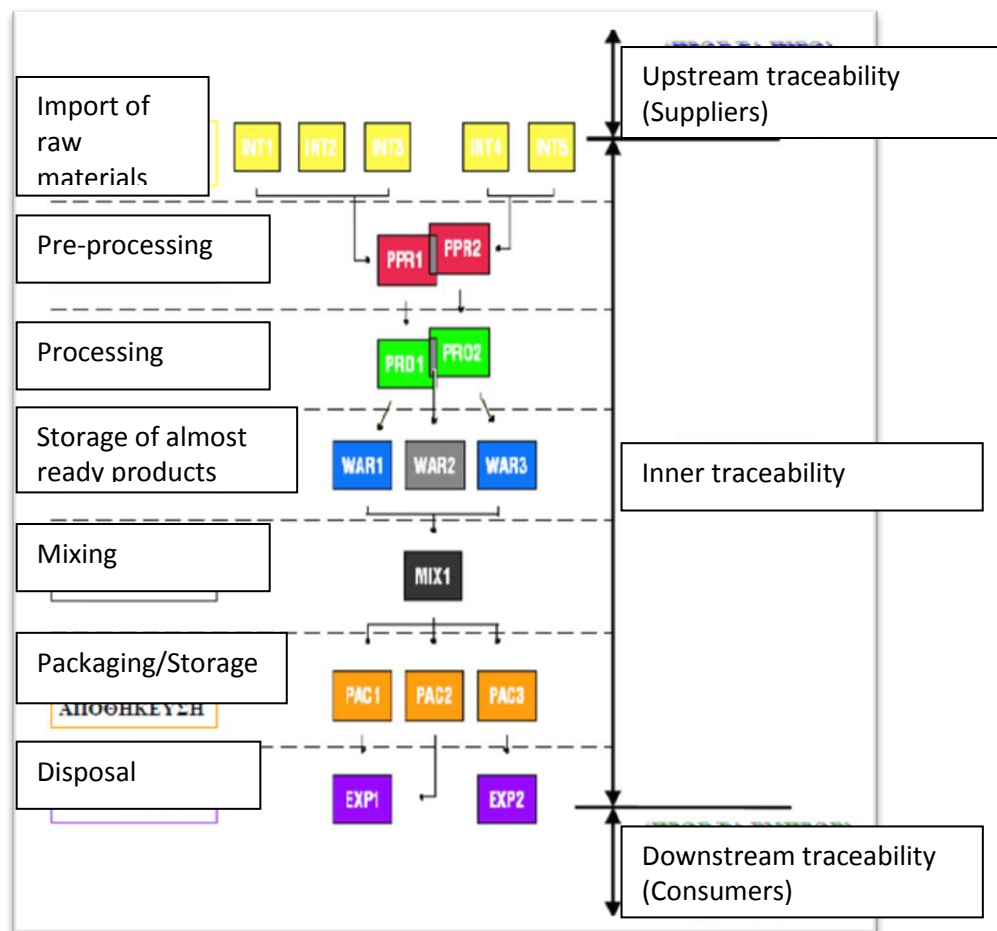 Upstream traceability
(Suppliers)
Import of
raw
materials
INT1 INT2 INT3 INT4 INT5
Pre-processing
PPR1 PPR2
Processing
PRD1 PRO2
Storage of almost
ready products
WAR1 WAR2 WAR3
Inner traceability
Mixing
MIX1
Packaging/Storage
PAC1 PAC2 PAC3
ΑΠΟΘΗΚΕΥΣΗ
Disposal
EXP1 EXP2
Downstream traceability
(Consumers)